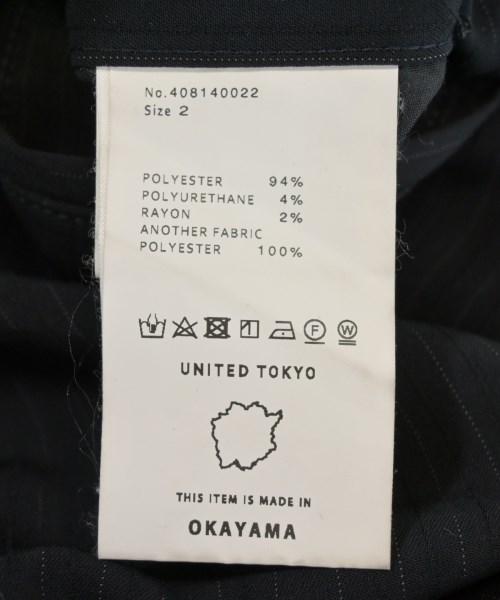 No.408140022
Size 2
POLYESTER 94%
POLYURETHANE 4%
RAYON 2%
ANOTHER FABRIC
POLYESTER 100%
F W
UNITED TOKYO
THIS ITEM IS MADE IN
OKAYAMA